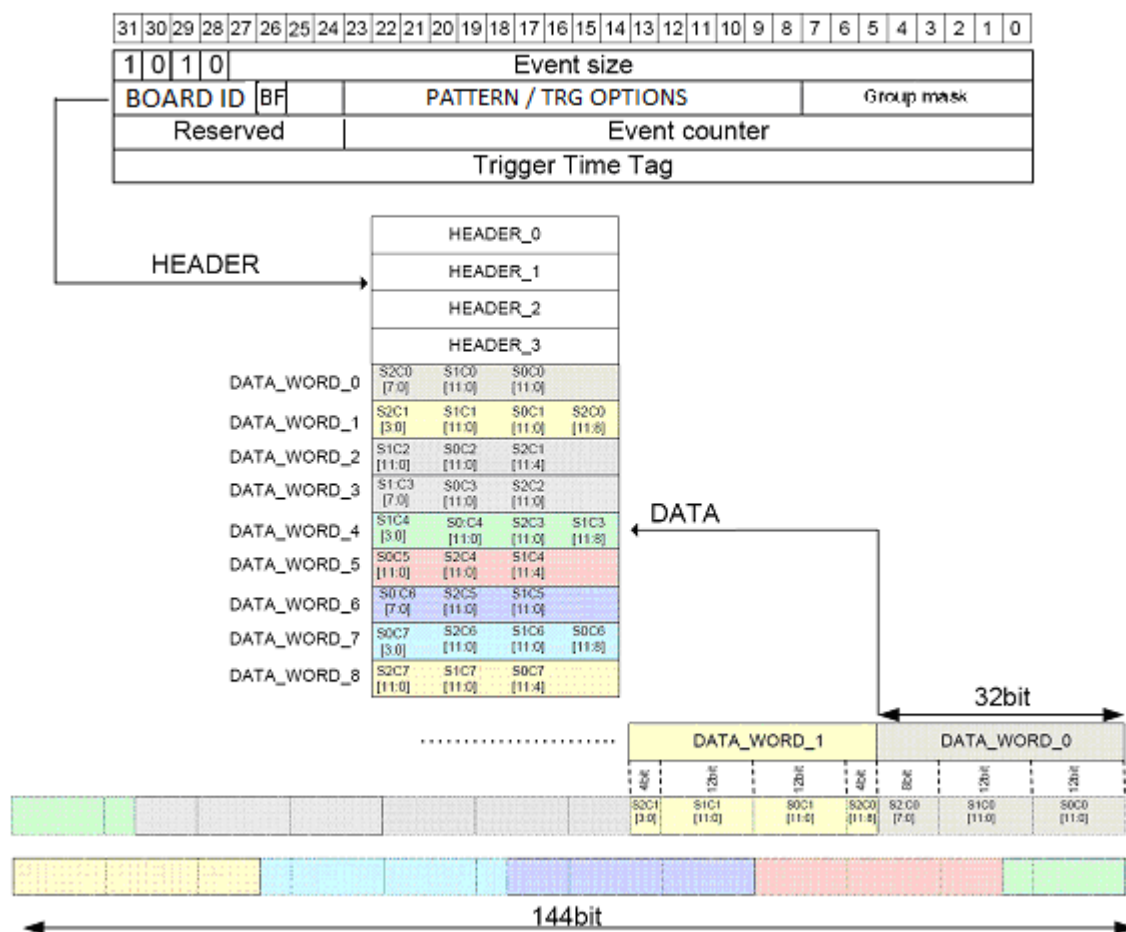 31 30 29 28 27 26 25 24 23 22 21 20 19 18 17 16 15 14 13 12 11 10 9 8 7 6 5 4 3 2 1 0
1 0 1 0 Event size
BOARD ID BF PATTERN / TRG OPTIONS Group mask
Reserved Event counter
Trigger Time Tag
HEADER
HEADER_0
HEADER_1
HEADER_2
HEADER_3
DATA_WORD_0 S2C0 S1C0 S0C0
[7:0] [11:0] [11:0]
DATA_WORD_1 S2C1 S1C1 S0C1 S2C0
[3:0] [11:0] [11:0] [11:8]
DATA_WORD_2 S1C2 S0C2 S2C1
[11:0] [11:0] [11:4]
DATA_WORD_3 S1:C3 S0C3 S2C2
[7:0] [11:0] [11:0]
DATA_WORD_4 S1C4 S0:C4 S2C3 S1C3
[3:0] [11:0] [11:0] [11:8]
DATA_WORD_5 S0C5 S2C4 S1C4
[11:0] [11:0] [11:4]
DATA_WORD_6 S0:C6 S2C5 S1C5
[7:0] [11:0] [11:0]
DATA_WORD_7 S0C7 S2C6 S1C6 S0C6
[3:0] [11:0] [11:0] [11:8]
DATA_WORD_8 S2C7 S1C7 S0C7
[11:0] [11:0] [11:4]
DATA
32bit
DATA_WORD_1 DATA_WORD_0
4bit 12bit 12bit 4bit 8bit 12bit 12bit
S2C1 S1C1 S0C1 S2C0 S2:C0 S1C0 S0C0
[3:0] [11:0] [11:0] [11:8] [7:0] [11:0] [11:0]
144bit